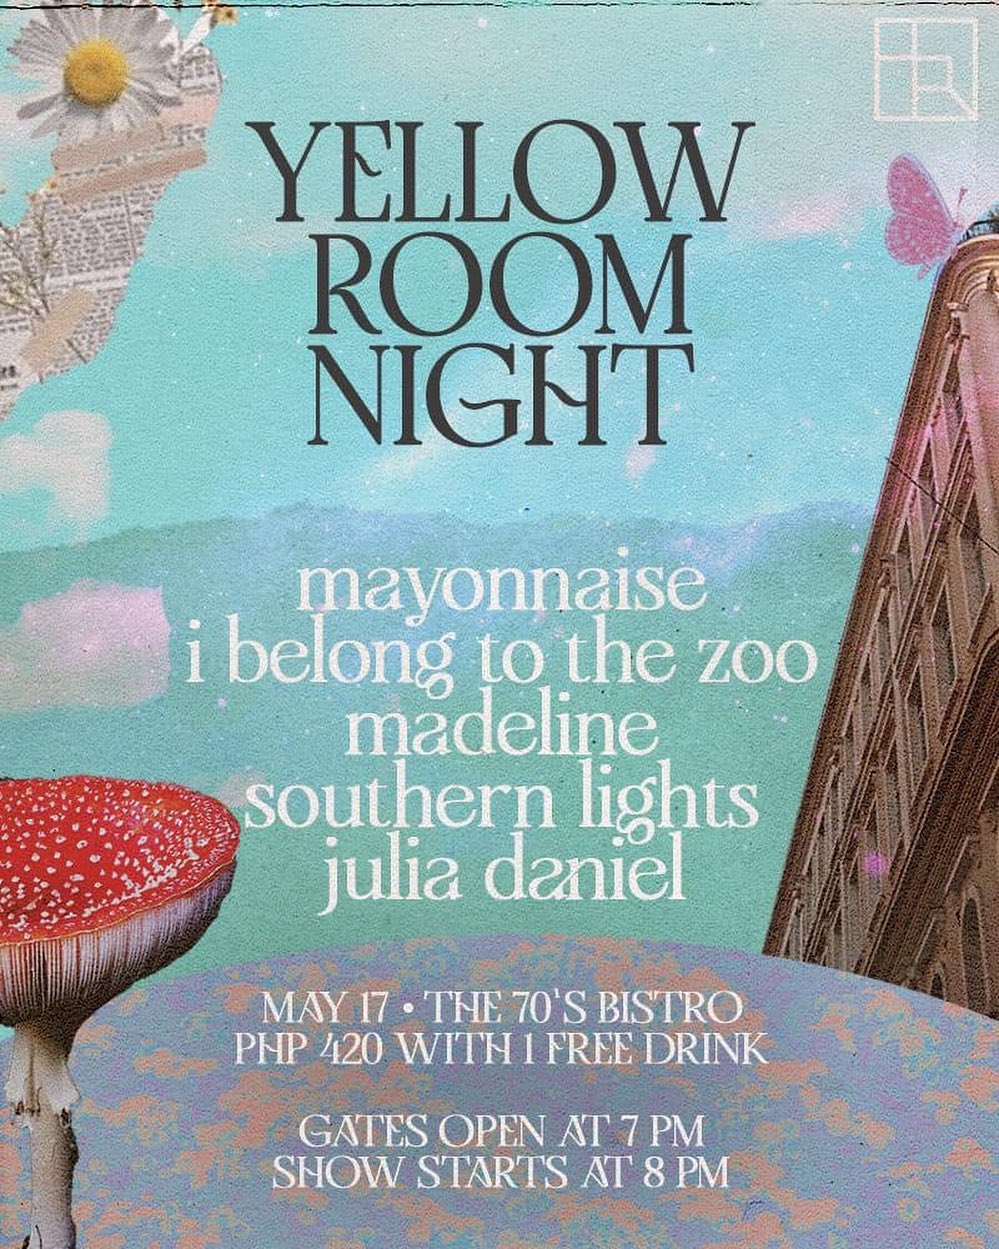 YELLOW
ROOM
NIGHT
mayonnaise
i belong to the zoo
madeline
southern lights
julia daniel
MAY 17 • THE 70'S BISTRO
PHP 420 WITH 1 FREE DRINK
GATES OPEN AT 7 PM
SHOW STARTS AT 8 PM